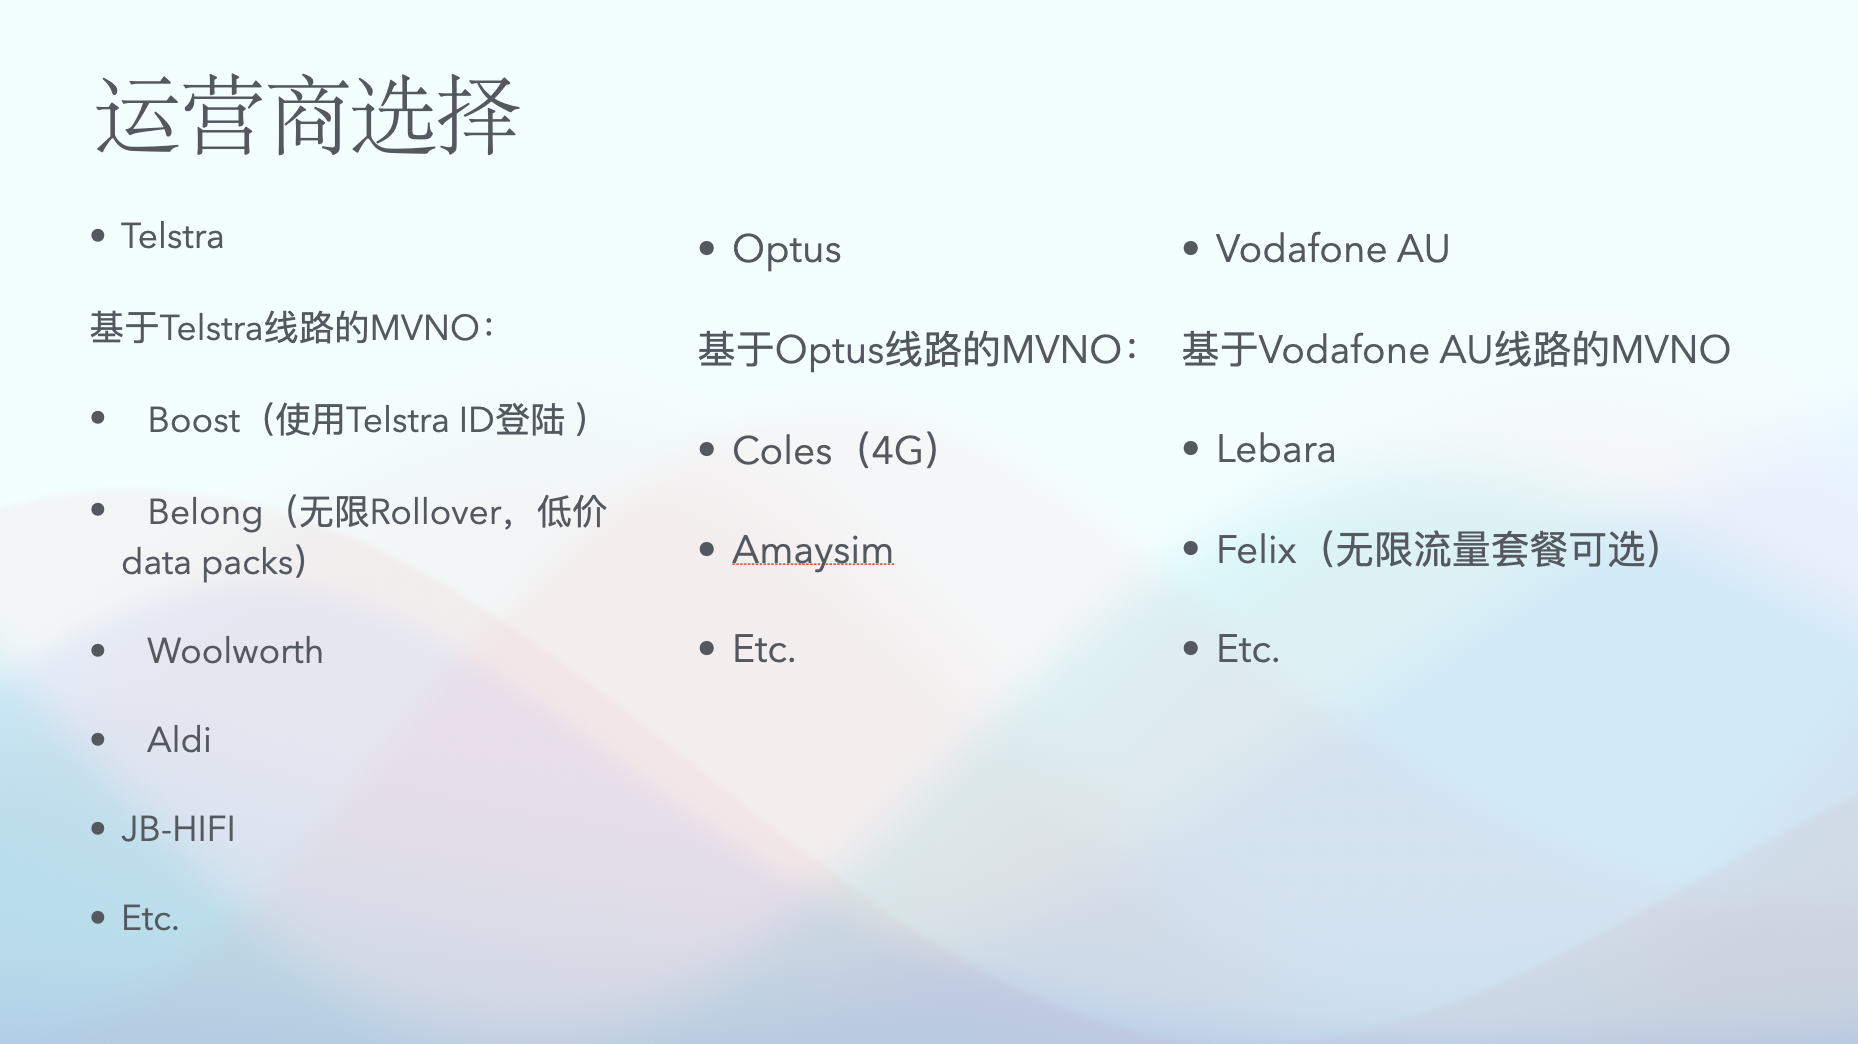 运营商选择
• Telstra
基于Telstra线路的MVNO：
• Boost（使用Telstra ID登陆 ）
• Belong（无限Rollover，低价
data packs）
• Woolworth
• Aldi
• JB-HIFI
• Etc.
• Optus
基于Optus线路的MVNO：
• Coles（4G）
• Amaysim
• Etc.
• Vodafone AU
基于Vodafone AU线路的MVNO
• Lebara
• Felix（无限流量套餐可选）
• Etc.